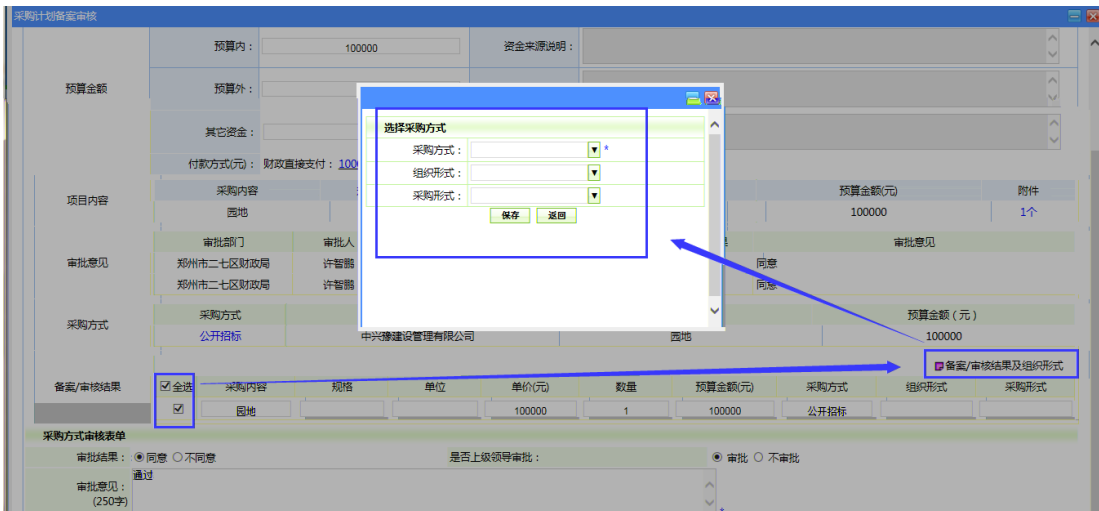 采购计划备案审核
预算内： 100000 资金来源说明：
预算金额
预算外：
其它资金：
付款方式(元)： 财政直接支付： 100
选择采购方式
采购方式： *
组织形式：
采购形式：
保存 返回
项目内容
采购内容 预算金额(元) 附件
园地 100000 1个
审批部门 审批人 审批意见
审批意见
郑州市二七区财政局 许智鹏 同意
郑州市二七区财政局 许智鹏 同意
采购方式
采购方式 预算金额（元）
公开招标 中兴豫建设管理有限公司 园地 100000
备案/审核结果及组织形式
备案/审核结果 全选 采购内容 规格 单位 单价(元) 数量 预算金额(元) 采购方式 组织形式 采购形式
园地 100000 1 100000 公开招标
采购方式审核表单
审批结果： 同意 不同意 是否上级领导审批： 审批 不审批
审批意见：
(250字)
通过
*